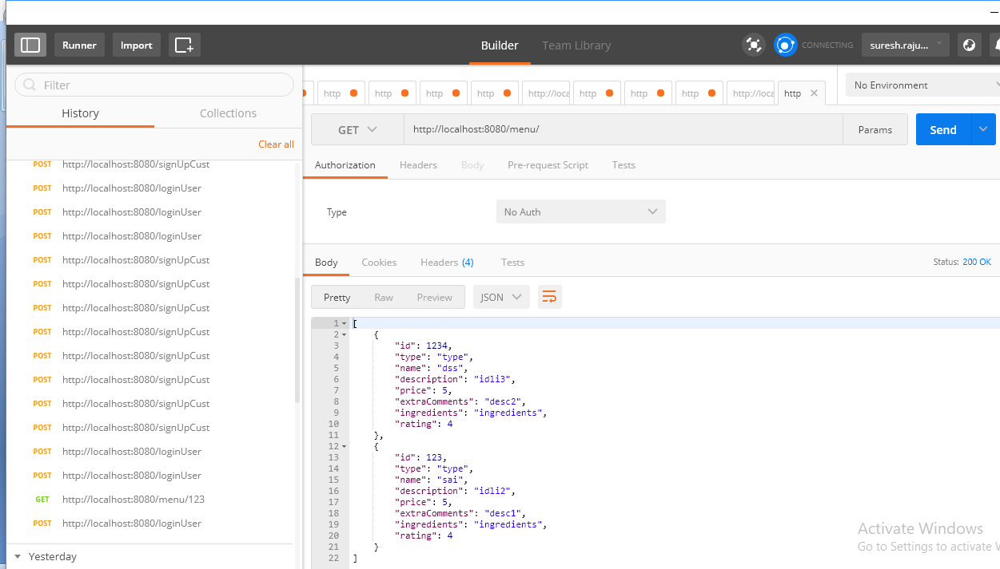 Runner
Import
Builder
Team Library
CONNECTING
suresh.raju...
Filter
History
Collections
Clear all
POST http://localhost:8080/signUpCust
POST http://localhost:8080/loginUser
POST http://localhost:8080/loginUser
POST http://localhost:8080/loginUser
POST http://localhost:8080/signUpCust
POST http://localhost:8080/signUpCust
POST http://localhost:8080/signUpCust
POST http://localhost:8080/signUpCust
POST http://localhost:8080/signUpCust
POST http://localhost:8080/signUpCust
POST http://localhost:8080/signUpCust
POST http://localhost:8080/signUpCust
POST http://localhost:8080/loginUser
POST http://localhost:8080/loginUser
GET http://localhost:8080/menu/123
POST http://localhost:8080/loginUser
Yesterday
http http http http http://loca http http http http://loca http
No Environment
GET http://localhost:8080/menu/ Params Send
Authorization Headers Body Pre-request Script Tests
Type No Auth
Body Cookies Headers (4) Tests Status: 200 OK
Pretty Raw Preview JSON
1 [
2 {
3 "id": 1234,
4 "type": "type",
5 "name": "dss",
6 "description": "idli3",
7 "price": 5,
8 "extraComments": "desc2",
9 "ingredients": "ingredients",
10 "rating": 4
11 },
12 {
13 "id": 123,
14 "type": "type",
15 "name": "sai",
16 "description": "idli2",
17 "price": 5,
18 "extraComments": "desc1",
19 "ingredients": "ingredients",
20 "rating": 4
21 }
22 ]
Activate Windows
Go to Settings to activate W